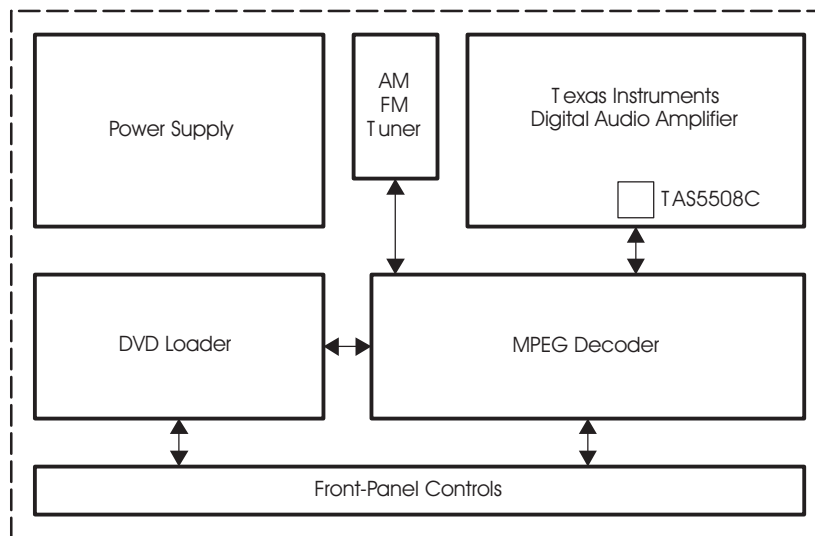 Power Supply
AM
FM
Tuner
Texas Instruments
Digital Audio Amplifier
TAS5508C
DVD Loader
MPEG Decoder
Front-Panel Controls